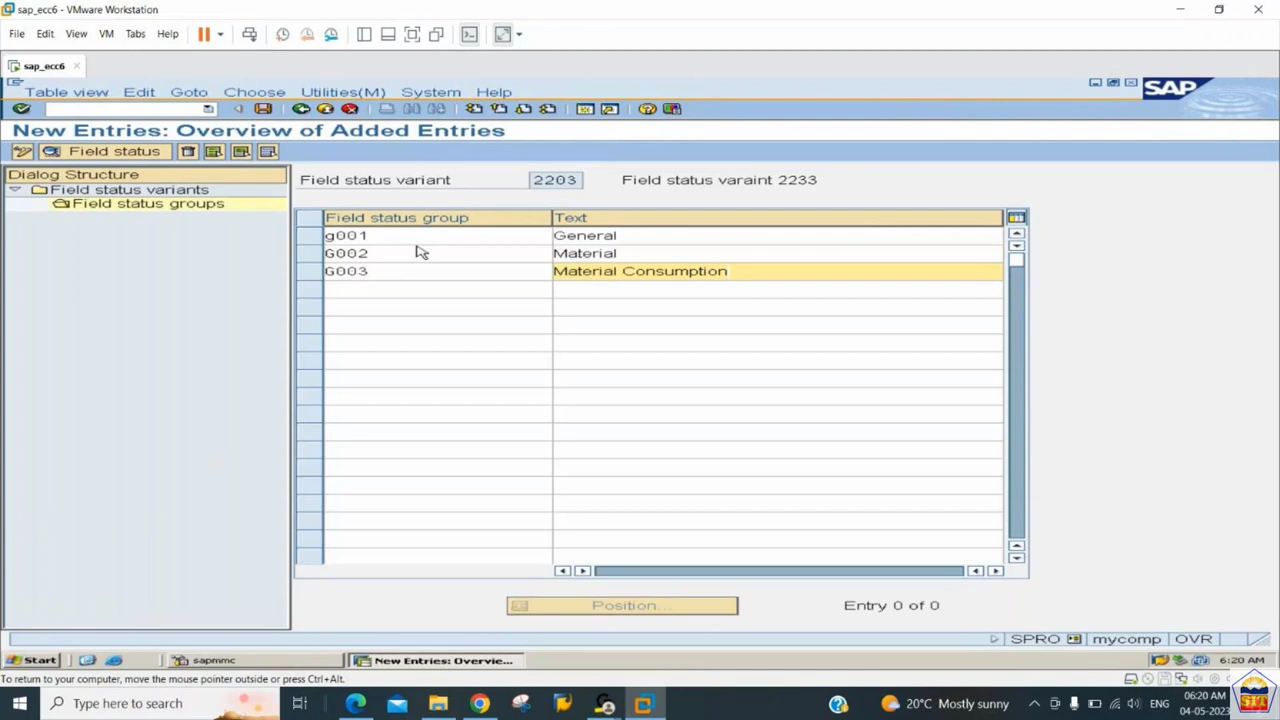 sap_ecc6 - VMware Workstation
File Edit View VM Tabs Help
sap_ecc6
Table view Edit Goto Choose Utilities(M) System Help
SAP
New Entries: Overview of Added Entries
Field status
Dialog Structure
Field status variants
Field status groups
Field status variant 2203 Field status varaint 2233
Field status group Text
g001 General
G002 Material
G003 Material Consumption
Position... Entry 0 of 0
SPRO mycomp OVR
Start sapmmc New Entries: Overvie... 6:20 AM
To return to your computer, move the mouse pointer outside or press Ctrl+Alt.
Type here to search 20°C Mostly sunny ENG 06:20 AM
04-05-2023
SVT